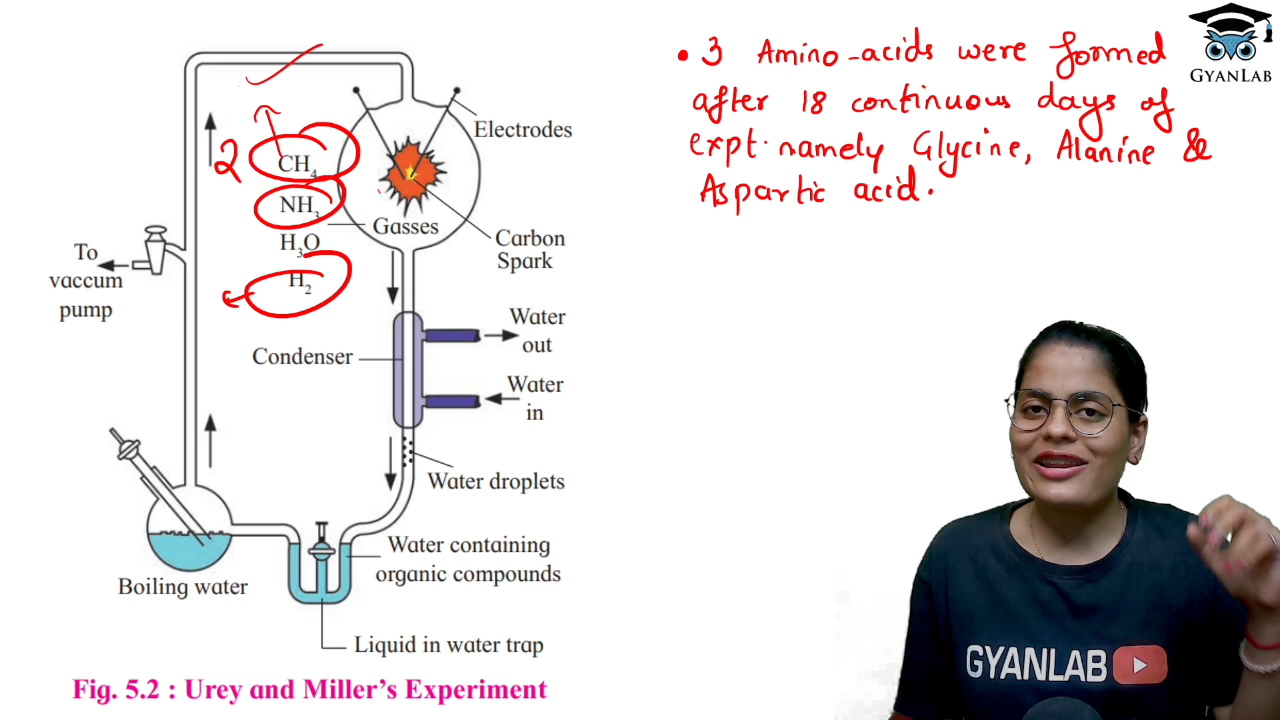 • 3 Amino-acids were formed
after 18 continuous days of
expt. namely Glycine, Alanine &
Aspartic acid.
GYANLAB
Electrodes
2
CH4
NH3
H3O
H2
Gasses
Carbon
Spark
To
vaccum
pump
Water
out
Condenser
Water
in
Water droplets
Water containing
organic compounds
Boiling water
Liquid in water trap
Fig. 5.2 : Urey and Miller's Experiment
GYANLAB